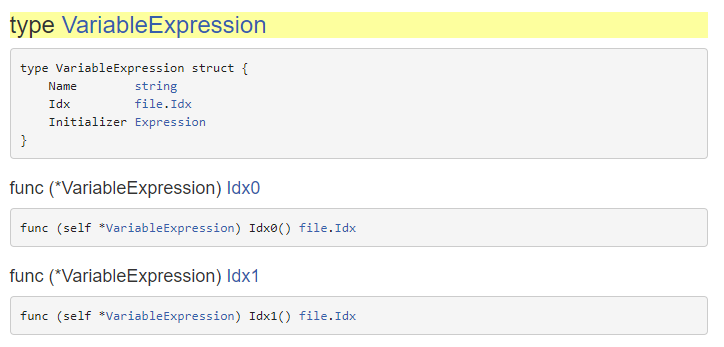 type VariableExpression
type VariableExpression struct {
    Name        string
    Idx         file.Idx
    Initializer Expression
}
func (*VariableExpression) Idx0
func (self *VariableExpression) Idx0() file.Idx
func (*VariableExpression) Idx1
func (self *VariableExpression) Idx1() file.Idx